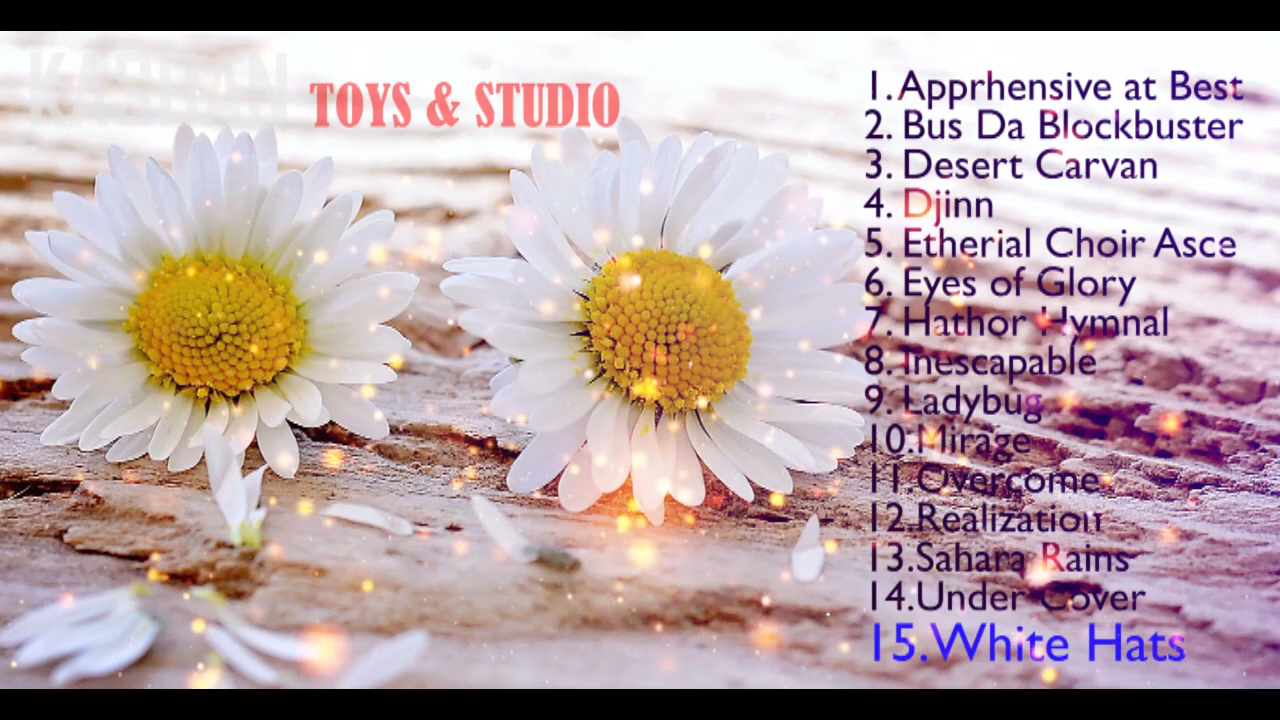 TOYS & STUDIO
1. Apprhensive at Best
2. Bus Da Blockbuster
3. Desert Carvan
4. Djinn
5. Etherial Choir Asce
6. Eyes of Glory
7. Hathor Hymnal
8. Inescapable
9. Ladybug
10.Mirage
11.Overcome
12.Realization
13.Sahara Rains
14.Under Cover
15.White Hats